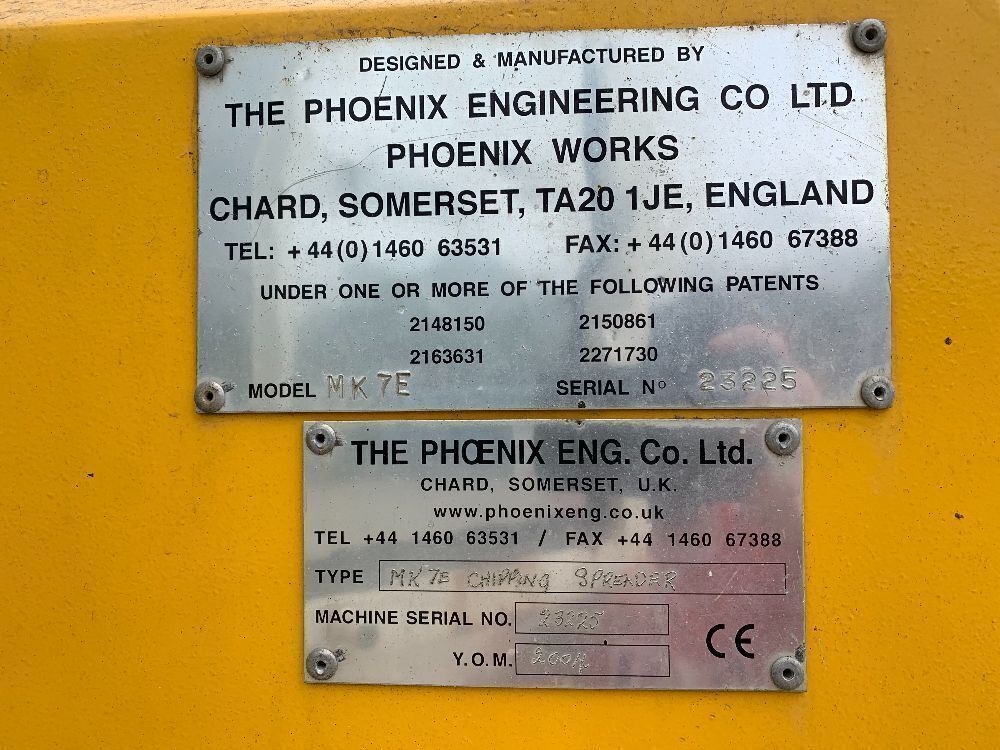 DESIGNED & MANUFACTURED BY
THE PHOENIX ENGINEERING CO LTD
PHOENIX WORKS
CHARD, SOMERSET, TA20 1JE, ENGLAND
TEL: +44(0)1460 63531 FAX: +44(0)1460 67388
UNDER ONE OR MORE OF THE FOLLOWING PATENTS
2148150 2150861
2163631 2271730
MODEL MK7E SERIAL Nº 23225
THE PHŒNIX ENG. Co. Ltd.
CHARD, SOMERSET, U.K.
www.phoenixeng.co.uk
TEL +44 1460 63531 / FAX +44 1460 67388
TYPE MK 7E CHIPPING SPREADER
MACHINE SERIAL NO. 23225
Y.O.M. 2004
CE